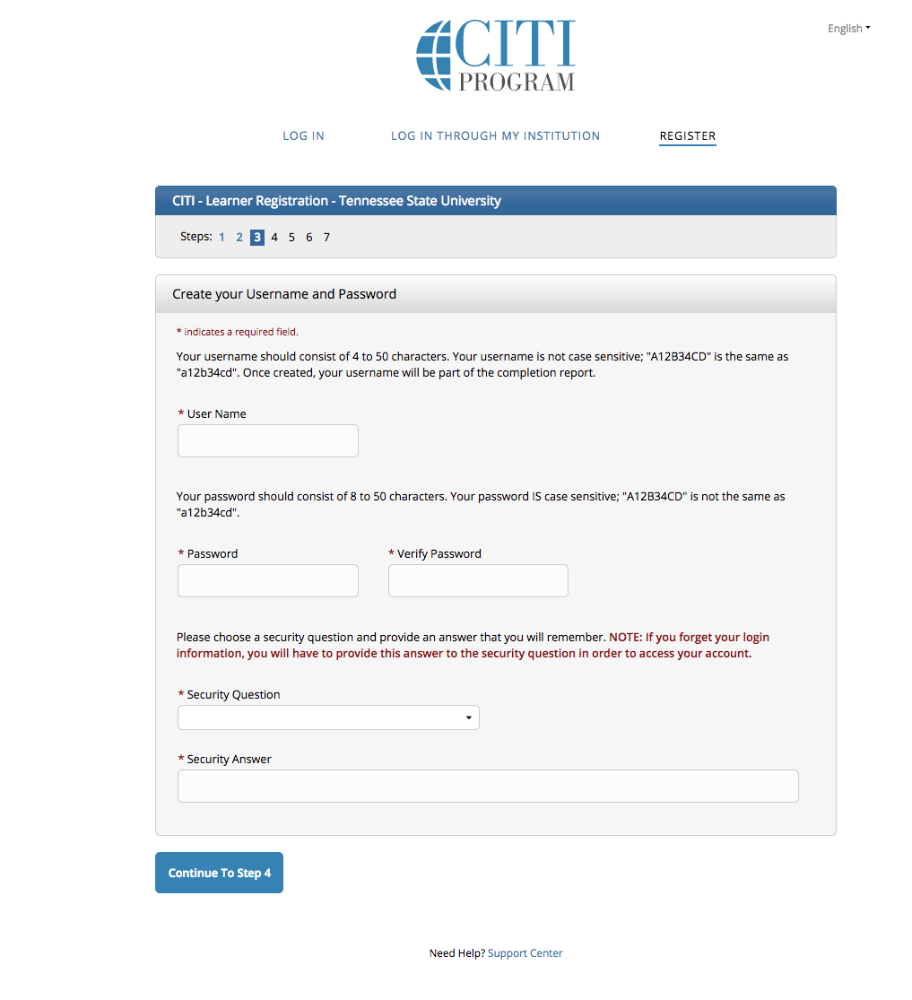 CITI
PROGRAM
English
LOG IN LOG IN THROUGH MY INSTITUTION REGISTER
CITI - Learner Registration - Tennessee State University
Steps: 1 2 3 4 5 6 7
Create your Username and Password
* indicates a required field.
Your username should consist of 4 to 50 characters. Your username is not case sensitive; "A12B34CD" is the same as
"a12b34cd". Once created, your username will be part of the completion report.
* User Name
Your password should consist of 8 to 50 characters. Your password IS case sensitive; "A12B34CD" is not the same as
"a12b34cd".
* Password * Verify Password
Please choose a security question and provide an answer that you will remember. NOTE: If you forget your login
information, you will have to provide this answer to the security question in order to access your account.
* Security Question
* Security Answer
Continue To Step 4
Need Help? Support Center